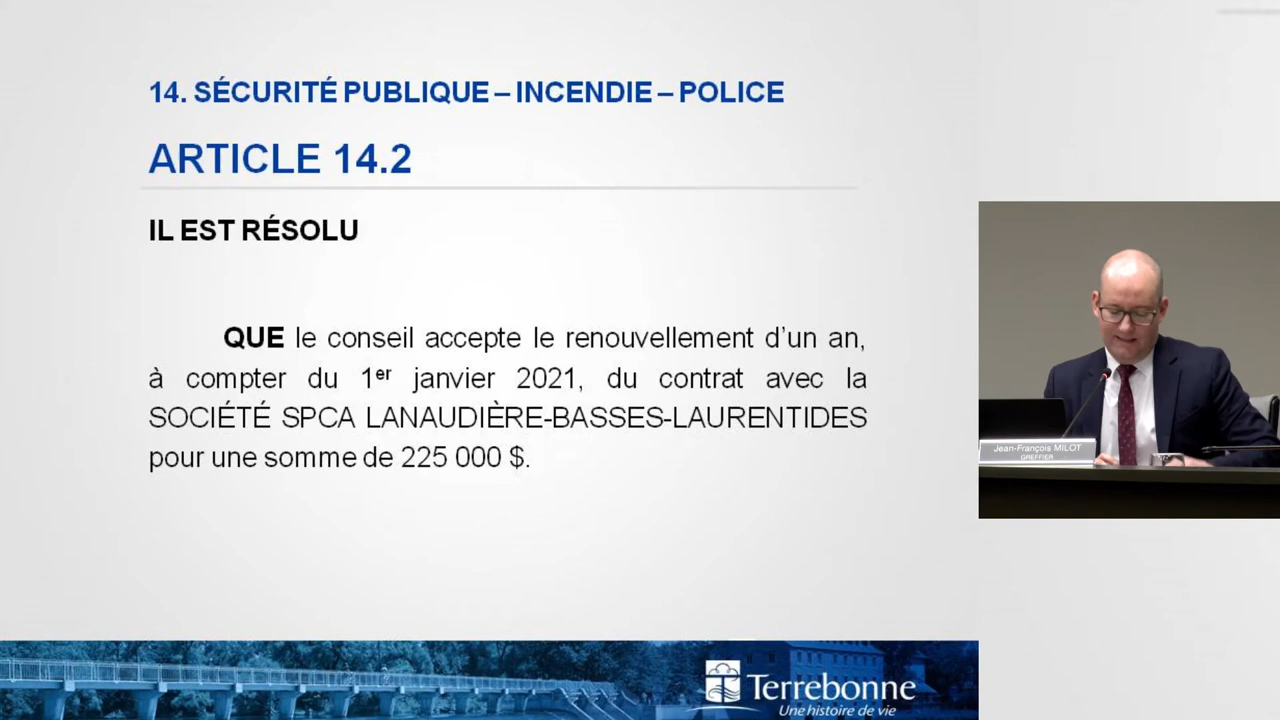 14. SÉCURITÉ PUBLIQUE – INCENDIE – POLICE
ARTICLE 14.2
IL EST RÉSOLU
QUE le conseil accepte le renouvellement d’un an,
à compter du 1er janvier 2021, du contrat avec la
SOCIÉTÉ SPCA LANAUDIÈRE-BASSES-LAURENTIDES
pour une somme de 225 000 $.
Jean-François MILOT
GREFFIER
Terrebonne
Une histoire de vie